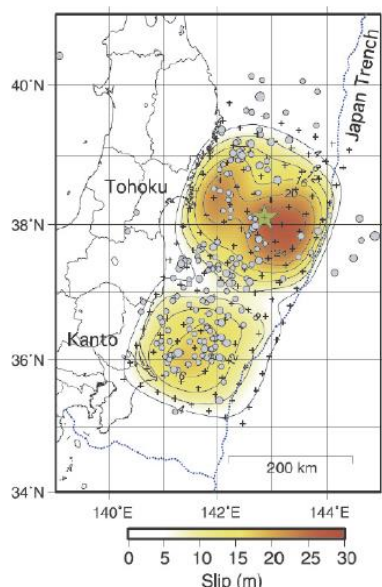 40˚N
Japan Trench
Tohoku
38˚N
Kanto
36˚N
200 km
34˚N
140˚E
142˚E
144˚E
0
5
10
15
20
25
30
Slip (m)